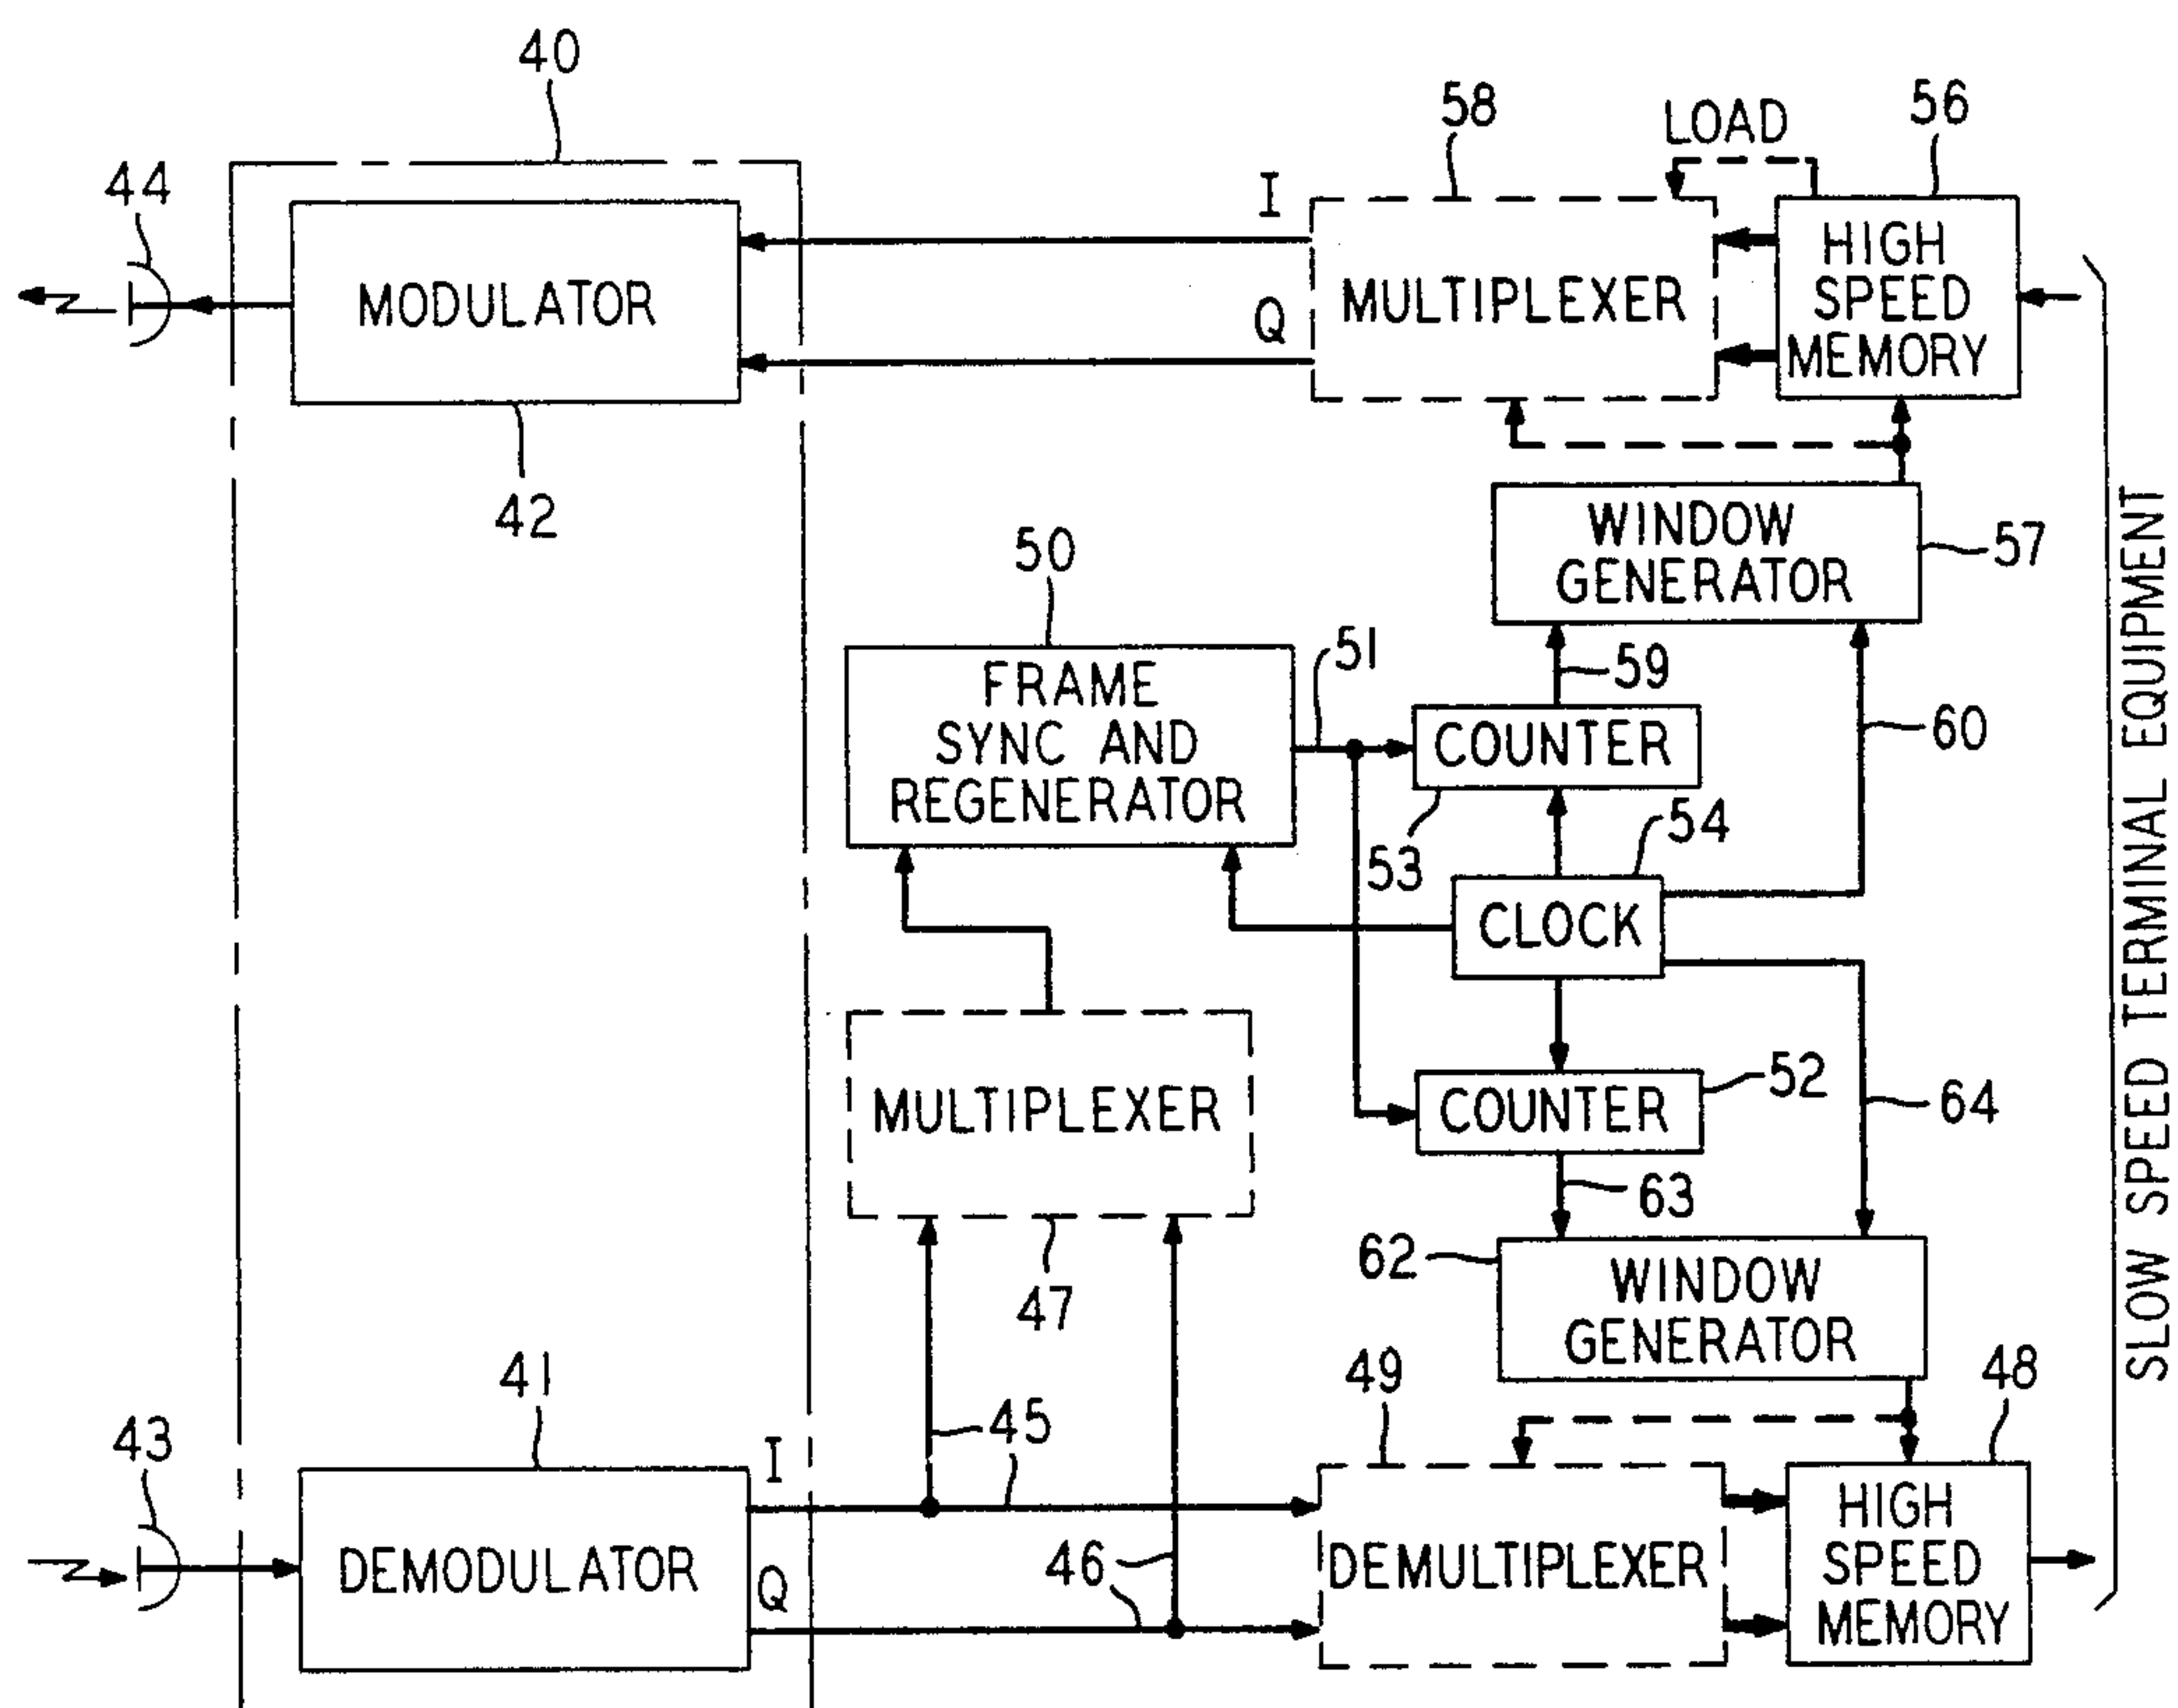 40
44
58
LOAD
56
I
MODULATOR
MULTIPLEXER
HIGH
SPEED
MEMORY
Q
42
50
WINDOW
GENERATOR
57
51
59
FRAME
SYNC AND
REGENERATOR
COUNTER
60
53
54
CLOCK
SLOW SPEED TERMINAL EQUIPMENT
MULTIPLEXER
COUNTER
52
64
63
47
62
WINDOW
GENERATOR
41
49
48
43
I
45
DEMODULATOR
46
DEMULTIPLEXER
HIGH
SPEED
MEMORY
Q